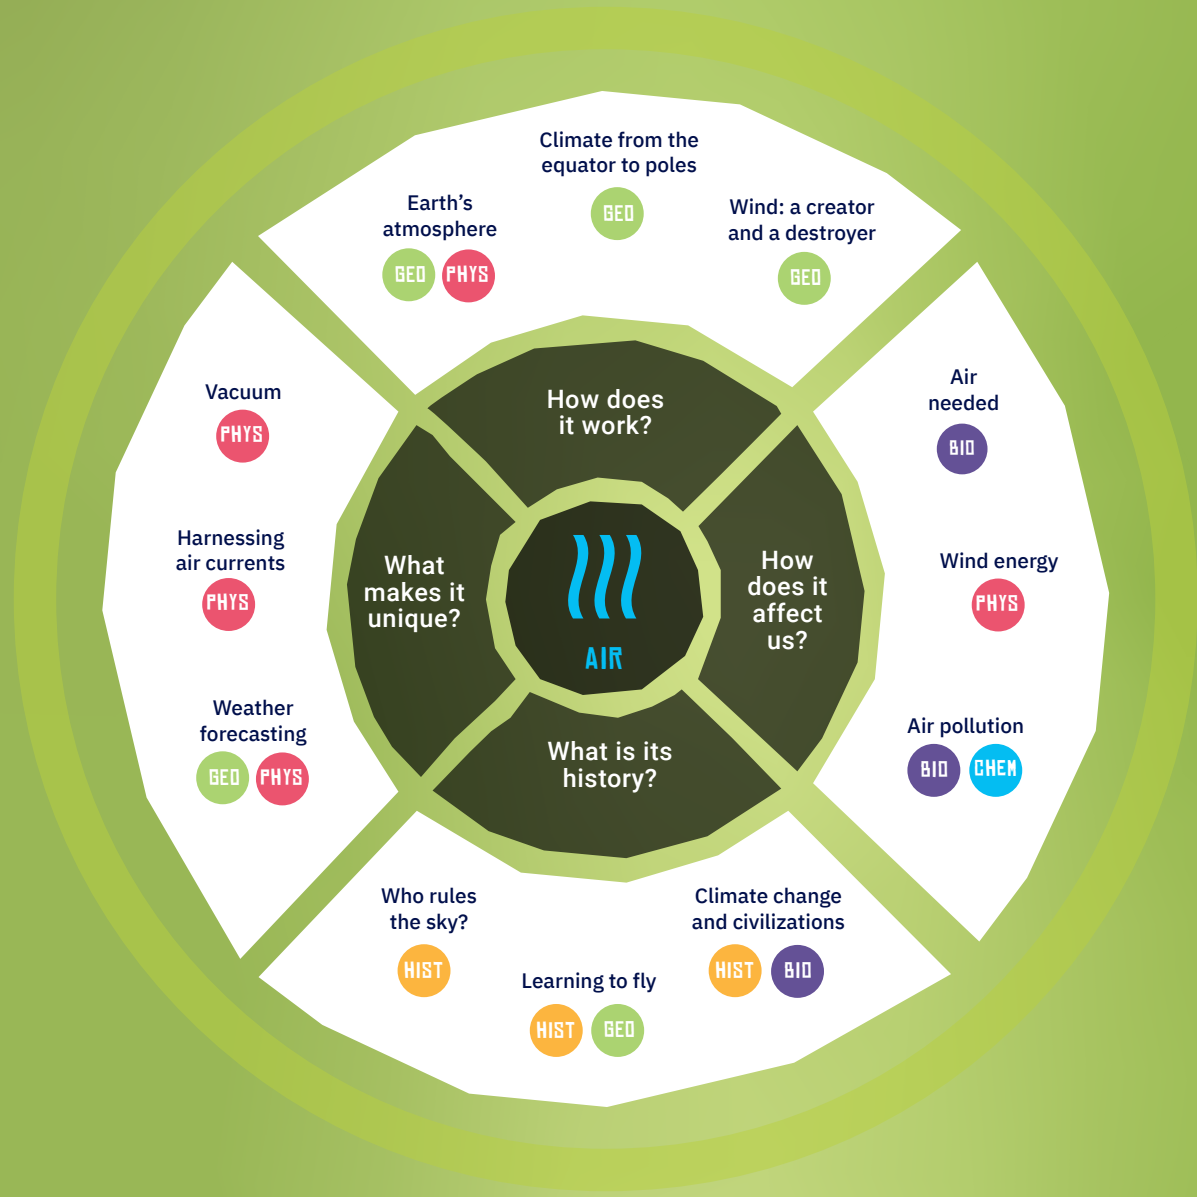 Climate from the
equator to poles
GEO
Earth's
atmosphere
GEO PHYS
Wind: a creator
and a destroyer
GEO
Vacuum
PHYS
Harnessing
air currents
PHYS
Weather
forecasting
GEO PHYS
How does
it work?
What
makes it
unique?
AIR
How
does it
affect
us?
What is its
history?
Air
needed
BIO
Wind energy
PHYS
Air pollution
BIO CHEM
Who rules
the sky?
HIST
Learning to fly
HIST GEO
Climate change
and civilizations
HIST BIO